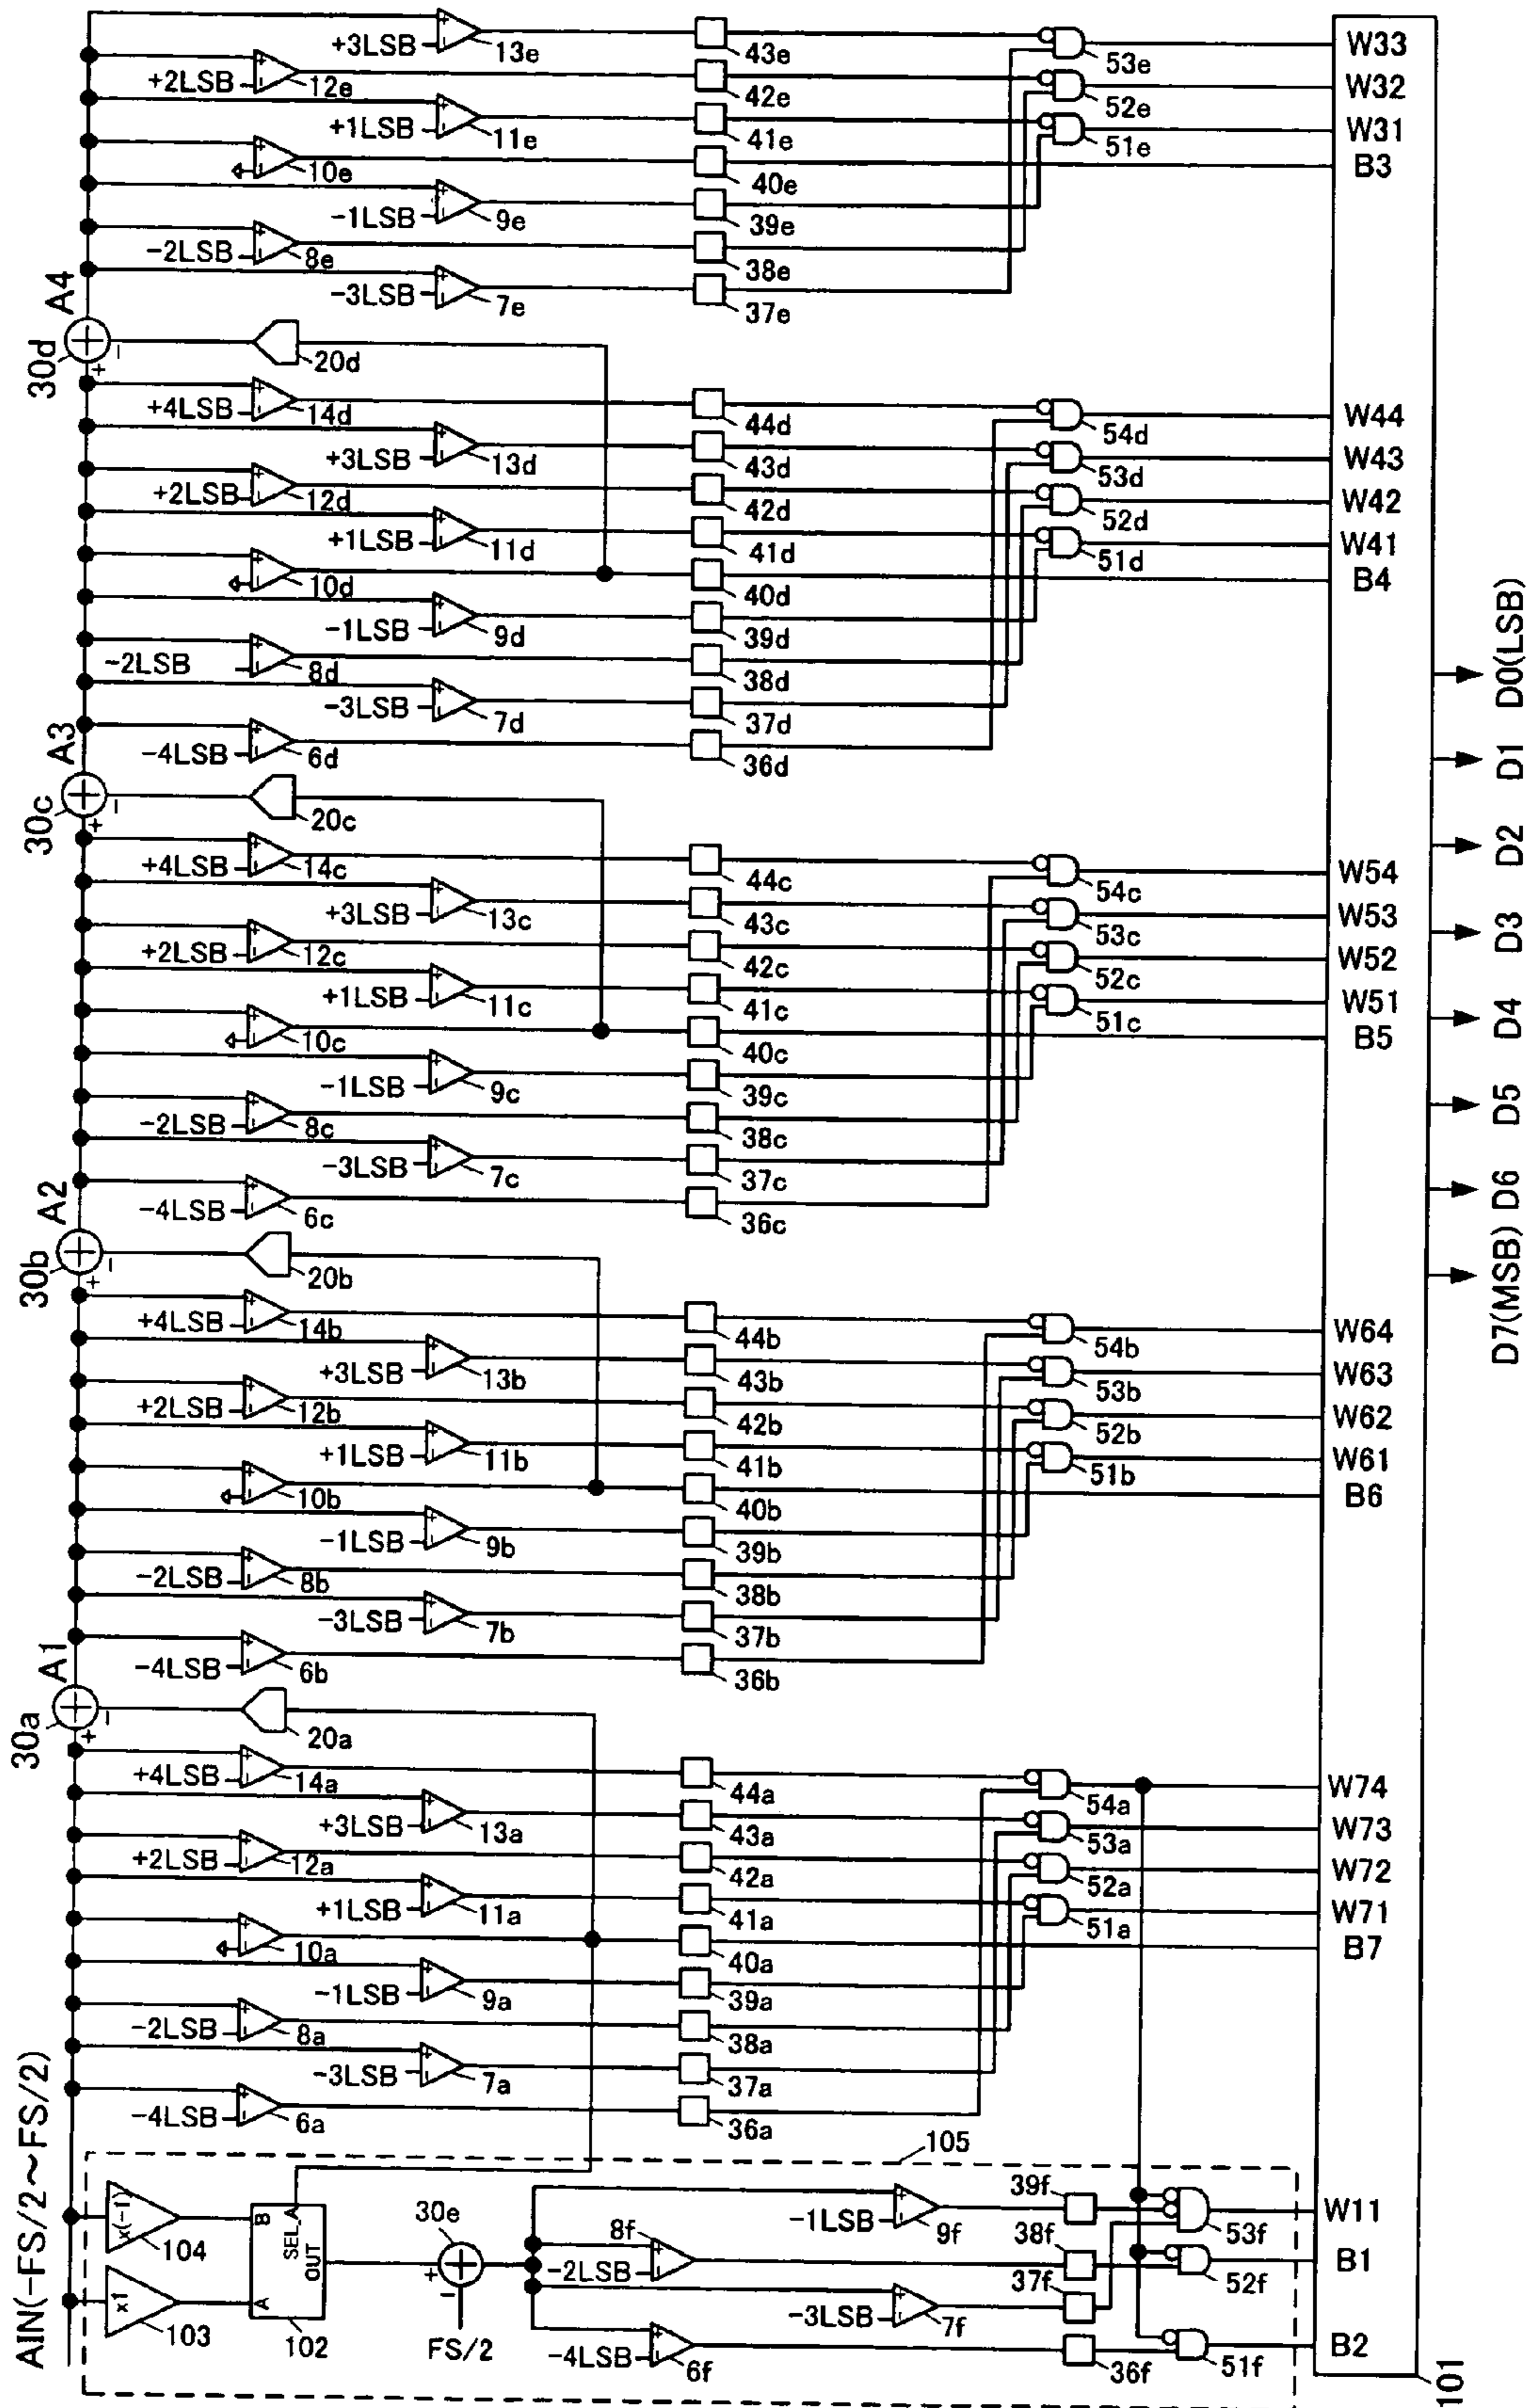 +3LSB 13e 43e 53e W33
+2LSB 12e 42e 52e W32
+1LSB 11e 41e 51e W31
10e 40e B3
-1LSB 9e 39e
-2LSB 8e 38e
-3LSB 7e 37e
A4
30d 20d
+4LSB 14d 44d 54d W44
+3LSB 13d 43d 53d W43
+2LSB 12d 42d 52d W42
+1LSB 11d 41d 51d W41
10d 40d B4
-1LSB 9d 39d
-2LSB 8d 38d
-3LSB 7d 37d
-4LSB 6d 36d
A3
30c 20c
+4LSB 14c 44c 54c W54
+3LSB 13c 43c 53c W53
+2LSB 12c 42c 52c W52
+1LSB 11c 41c 51c W51
10c 40c B5
-1LSB 9c 39c
-2LSB 8c 38c
-3LSB 7c 37c
-4LSB 6c 36c
A2
30b 20b
+4LSB 14b 44b 54b W64
+3LSB 13b 43b 53b W63
+2LSB 12b 42b 52b W62
+1LSB 11b 41b 51b W61
10b 40b B6
-1LSB 9b 39b
-2LSB 8b 38b
-3LSB 7b 37b
-4LSB 6b 36b
A1
30a 20a
+4LSB 14a 44a 54a W74
+3LSB 13a 43a 53a W73
+2LSB 12a 42a 52a W72
+1LSB 11a 41a 51a W71
10a 40a B7
-1LSB 9a 39a
-2LSB 8a 38a
-3LSB 7a 37a
-4LSB 6a 36a
AIN(-FS/2~FS/2)
105
x(-1) 104
x1 103
B SEL_A OUT A 102
30e
FS/2
-1LSB 9f 39f 53f W11
-2LSB 8f 38f 52f B1
-3LSB 7f 37f
-4LSB 6f 36f 51f B2
101
D0(LSB)
D1
D2
D3
D4
D5
D6
D7(MSB)